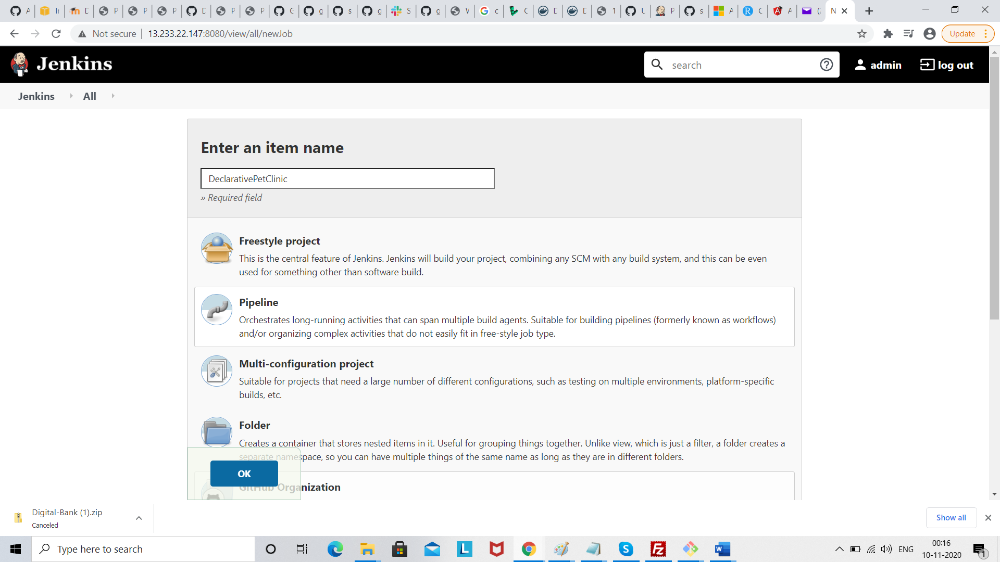 Not secure
13.233.22.147:8080/view/all/newJob
Update
Jenkins
search
admin
log out
Jenkins
All
Enter an item name
DeclarativePetClinic
» Required field
Freestyle project
This is the central feature of Jenkins. Jenkins will build your project, combining any SCM with any build system, and this can be even
used for something other than software build.
Pipeline
Orchestrates long-running activities that can span multiple build agents. Suitable for building pipelines (formerly known as workflows)
and/or organizing complex activities that do not easily fit in free-style job type.
Multi-configuration project
Suitable for projects that need a large number of different configurations, such as testing on multiple environments, platform-specific
builds, etc.
Folder
Creates a container that stores nested items in it. Useful for grouping things together. Unlike view, which is just a filter, a folder creates a
separate namespace, so you can have multiple things of the same name as long as they are in different folders.
OK
GitHub Organization
Digital-Bank (1).zip
Canceled
Show all
Type here to search
ENG
00:16
10-11-2020
1